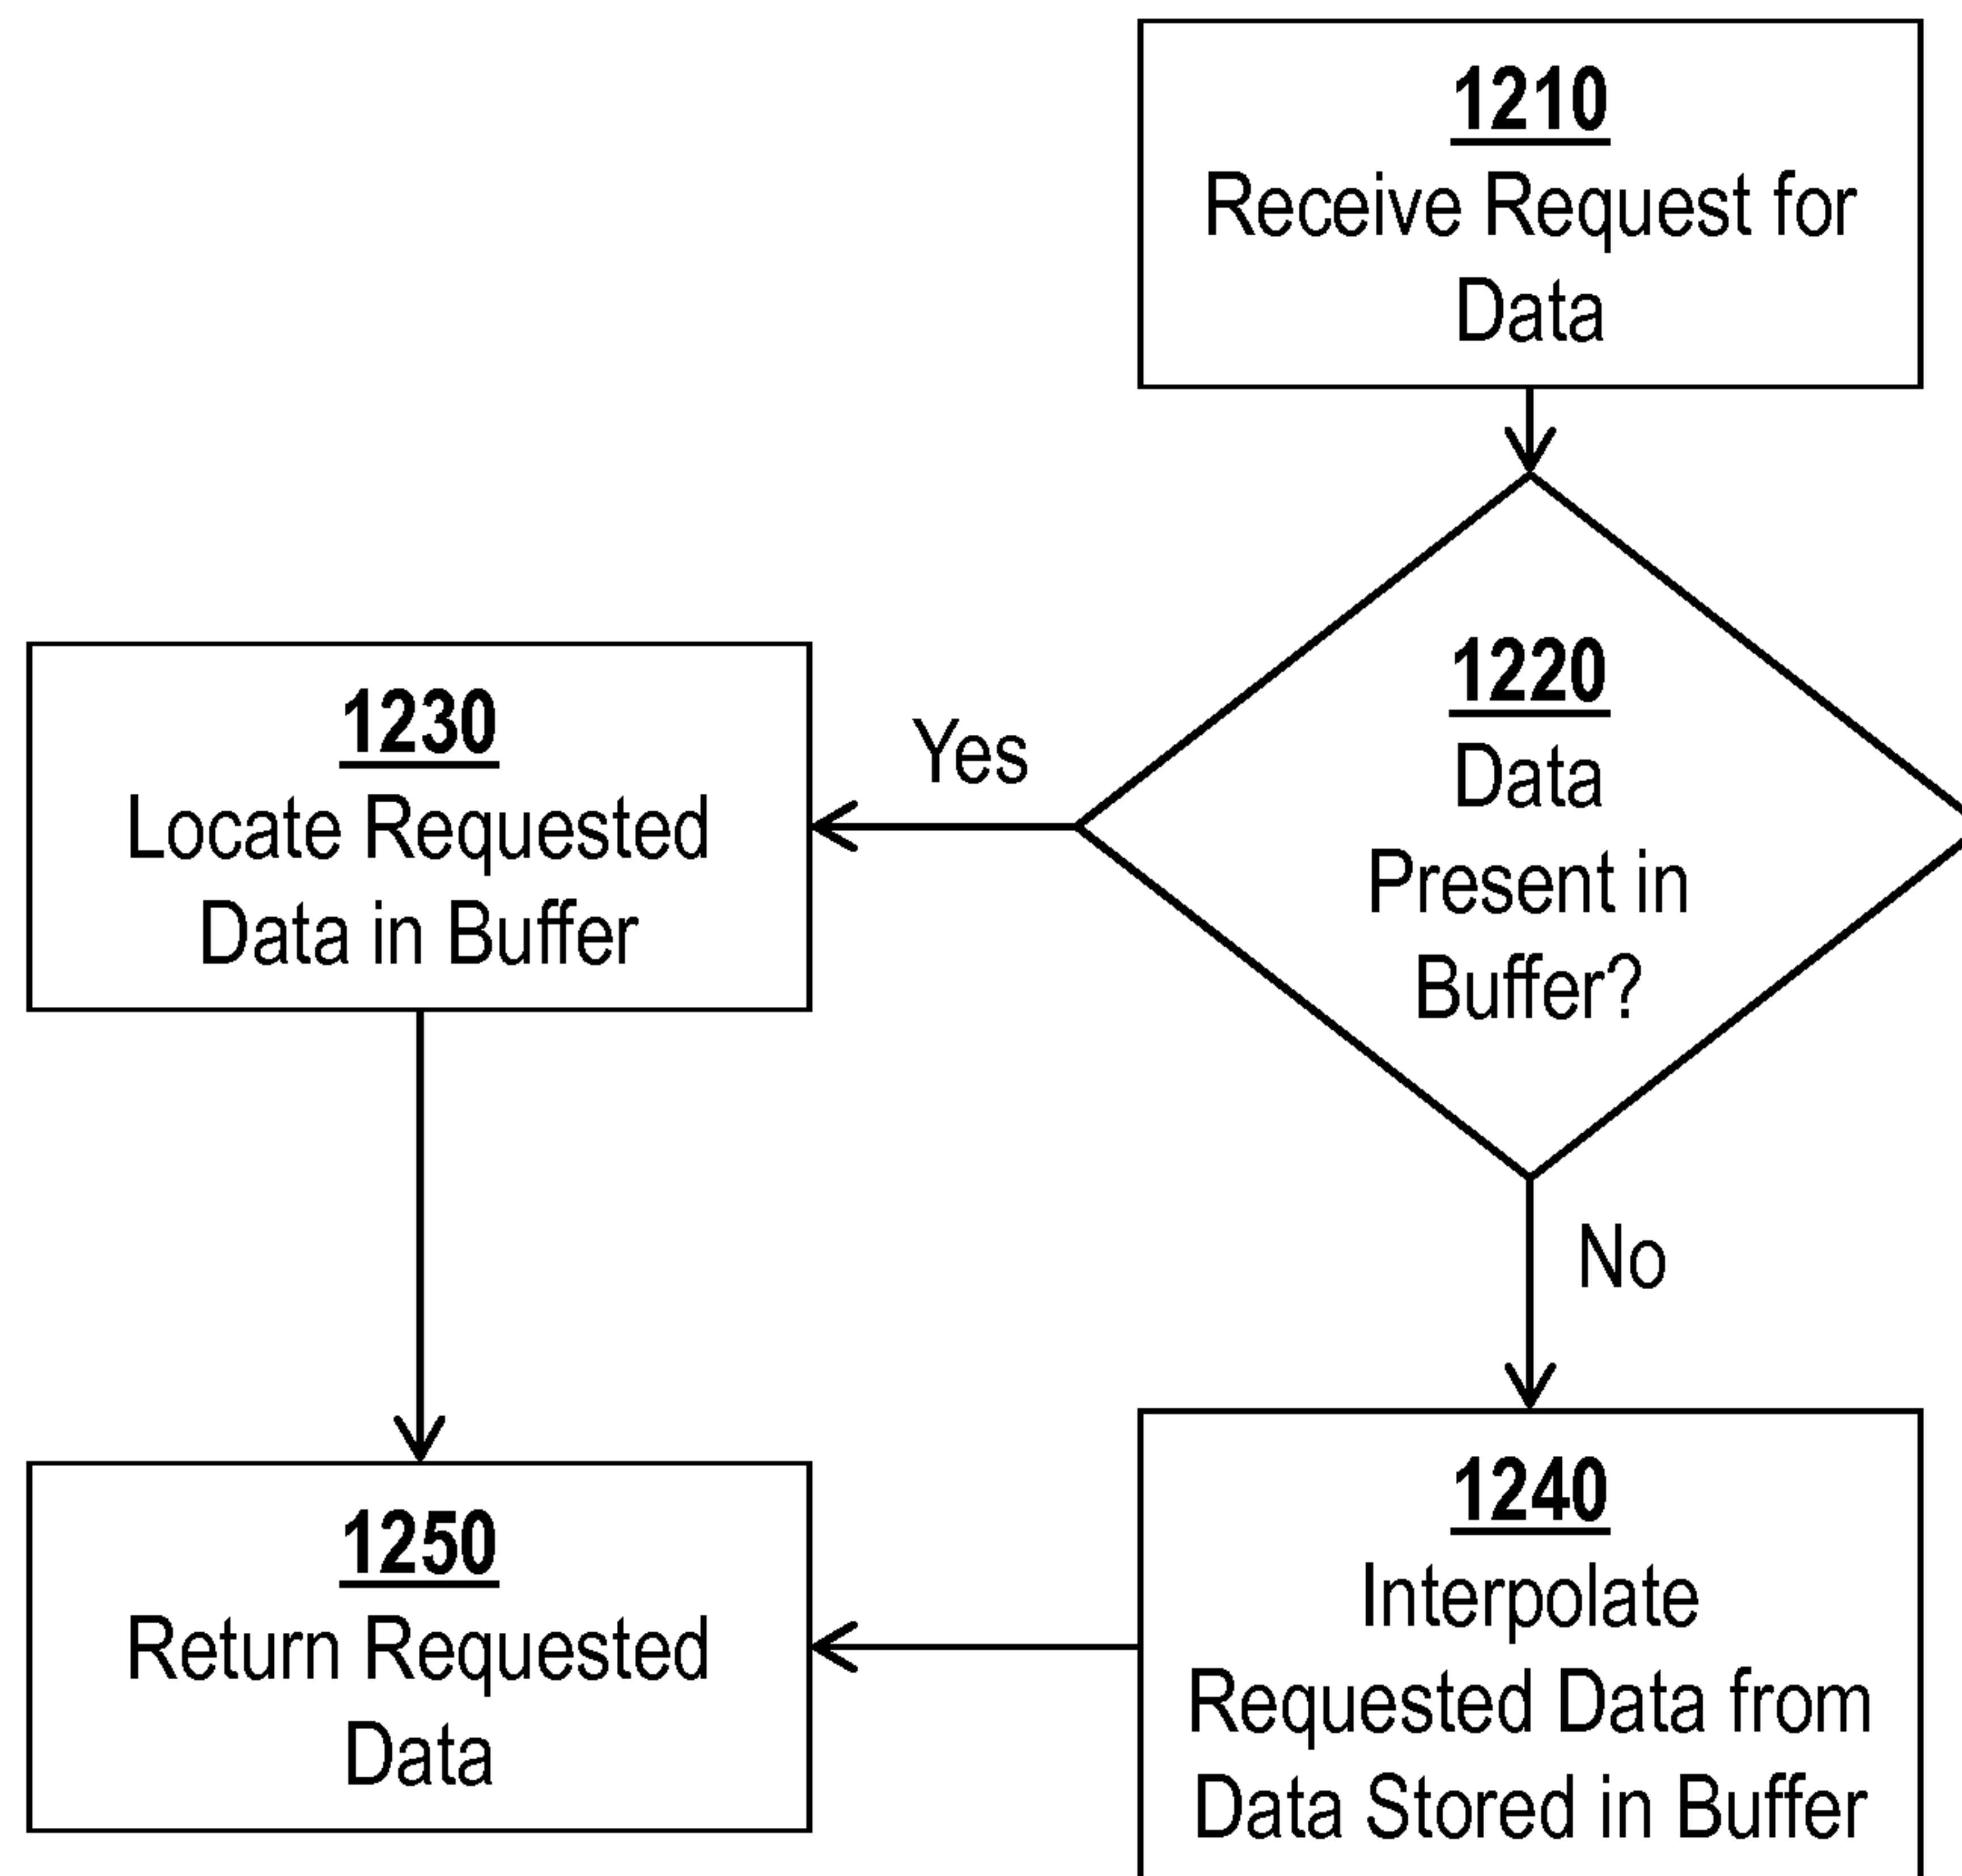 1210
Receive Request for
Data
1220
Data
Present in
Buffer?
Yes
1230
Locate Requested
Data in Buffer
No
1240
Interpolate
Requested Data from
Data Stored in Buffer
1250
Return Requested
Data